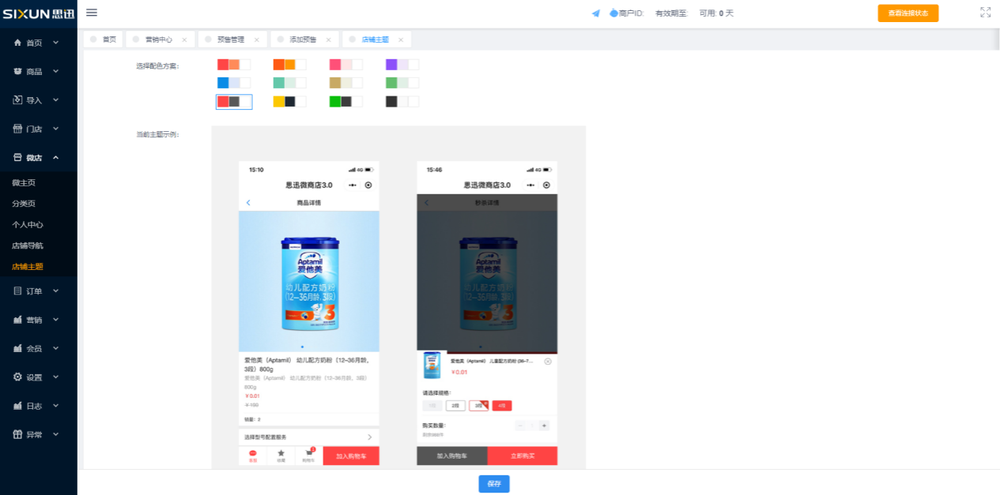 SIXUN思迅
商户ID: 有效期至: 可用: 0 天
查看连接状态
首页
营销中心 ×
预售管理 ×
添加预售 ×
店铺主题 ×
首页
商品
导入
门店
微店
微主页
分类页
个人中心
店铺导航
店铺主题
订单
营销
会员
设置
日志
异常
选择配色方案:
当前主题示例:
15:10
4G
思迅微商店3.0
商品详情
Aptamil
爱他美
幼儿配方奶粉
(12–36月龄, 3段)
3
爱他美（Aptamil） 幼儿配方奶粉（12~36月龄,
3段）800g
爱他美（Aptamil） 幼儿配方奶粉（12~36月龄, 3段）
800g
￥0.01
￥190
销量: 2
选择型号配置服务
客服
收藏
购物车
加入购物车
15:46
4G
思迅微商店3.0
秒杀详情
Aptamil
爱他美
幼儿配方奶粉
(12–36月龄, 3段)
3
爱他美（Aptamil） 儿童配方奶粉 (36-7...
￥0.01
请选择规格:
1段
2段
3段
4段
购买数量:
加入购物车
立即购买
保存